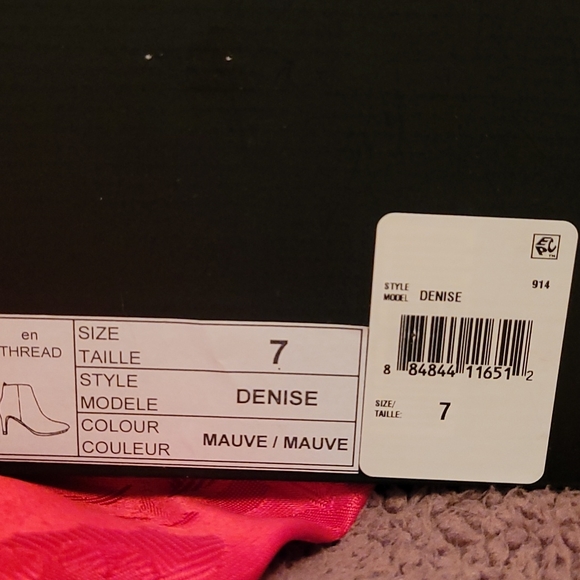 en
THREAD
SIZE
TAILLE
7
STYLE
MODELE
DENISE
COLOUR
COULEUR
MAUVE / MAUVE
914
STYLE
MODEL
DENISE
8 84844 11651 2
SIZE/
TAILLE:
7